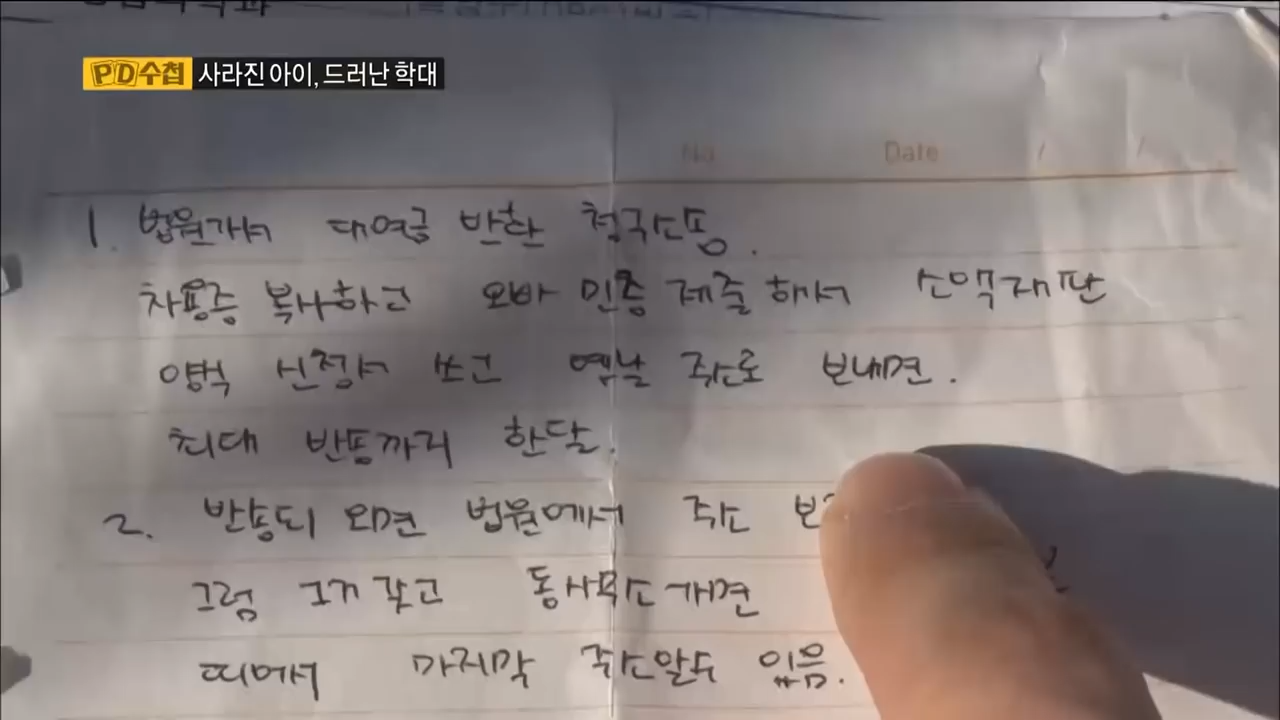 PD수첩 사라진 아이, 드러난 학대
No Date / /
1. 법원가서 대여금 반환 청구소송.
차용증 복사하고 오빠 민증 제출해서 소액재판
양식 신청서 쓰고 옛날 주소로 보내면.
최대 반송까지 한달.
2. 반송되 오면 법원에서 주소
그럼 그거 갖고 동사무소가면
띠에서 마지막 주소알수 있음.